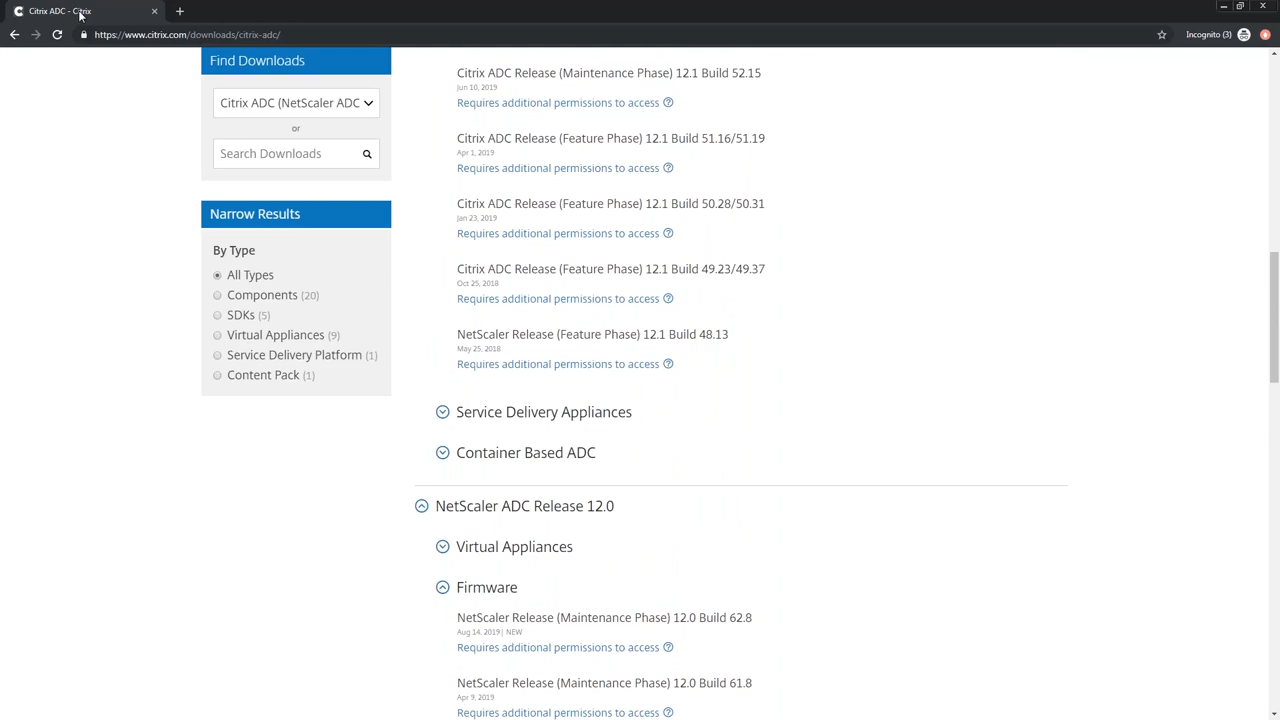 Citrix ADC - Citrix
https://www.citrix.com/downloads/citrix-adc/
Incognito (3)
Find Downloads
Citrix ADC (NetScaler ADC
or
Search Downloads
Narrow Results
By Type
All Types
Components (20)
SDKs (5)
Virtual Appliances (9)
Service Delivery Platform (1)
Content Pack (1)
Citrix ADC Release (Maintenance Phase) 12.1 Build 52.15
Jun 10, 2019
Requires additional permissions to access
Citrix ADC Release (Feature Phase) 12.1 Build 51.16/51.19
Apr 1, 2019
Requires additional permissions to access
Citrix ADC Release (Feature Phase) 12.1 Build 50.28/50.31
Jan 23, 2019
Requires additional permissions to access
Citrix ADC Release (Feature Phase) 12.1 Build 49.23/49.37
Oct 25, 2018
Requires additional permissions to access
NetScaler Release (Feature Phase) 12.1 Build 48.13
May 25, 2018
Requires additional permissions to access
Service Delivery Appliances
Container Based ADC
NetScaler ADC Release 12.0
Virtual Appliances
Firmware
NetScaler Release (Maintenance Phase) 12.0 Build 62.8
Aug 14, 2019 | NEW
Requires additional permissions to access
NetScaler Release (Maintenance Phase) 12.0 Build 61.8
Apr 9, 2019
Requires additional permissions to access